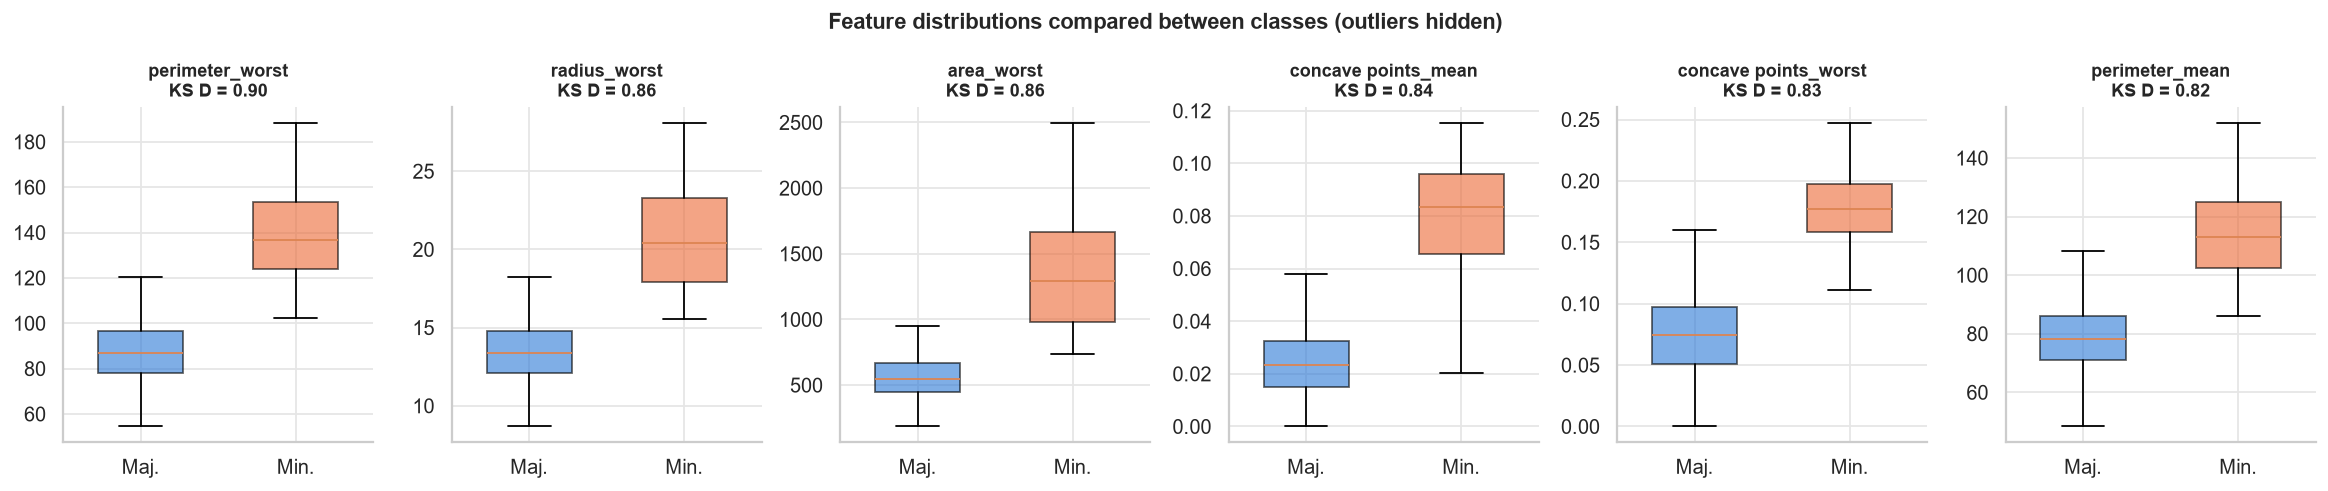 Feature distributions compared between classes (outliers hidden)
perimeter_worst
KS D = 0.90
180
160
140
120
100
80
60
Maj.
Min.
radius_worst
KS D = 0.86
25
20
15
10
Maj.
Min.
area_worst
KS D = 0.86
2500
2000
1500
1000
500
Maj.
Min.
concave points_mean
KS D = 0.84
0.12
0.10
0.08
0.06
0.04
0.02
0.00
Maj.
Min.
concave points_worst
KS D = 0.83
0.25
0.20
0.15
0.10
0.05
0.00
Maj.
Min.
perimeter_mean
KS D = 0.82
140
120
100
80
60
Maj.
Min.